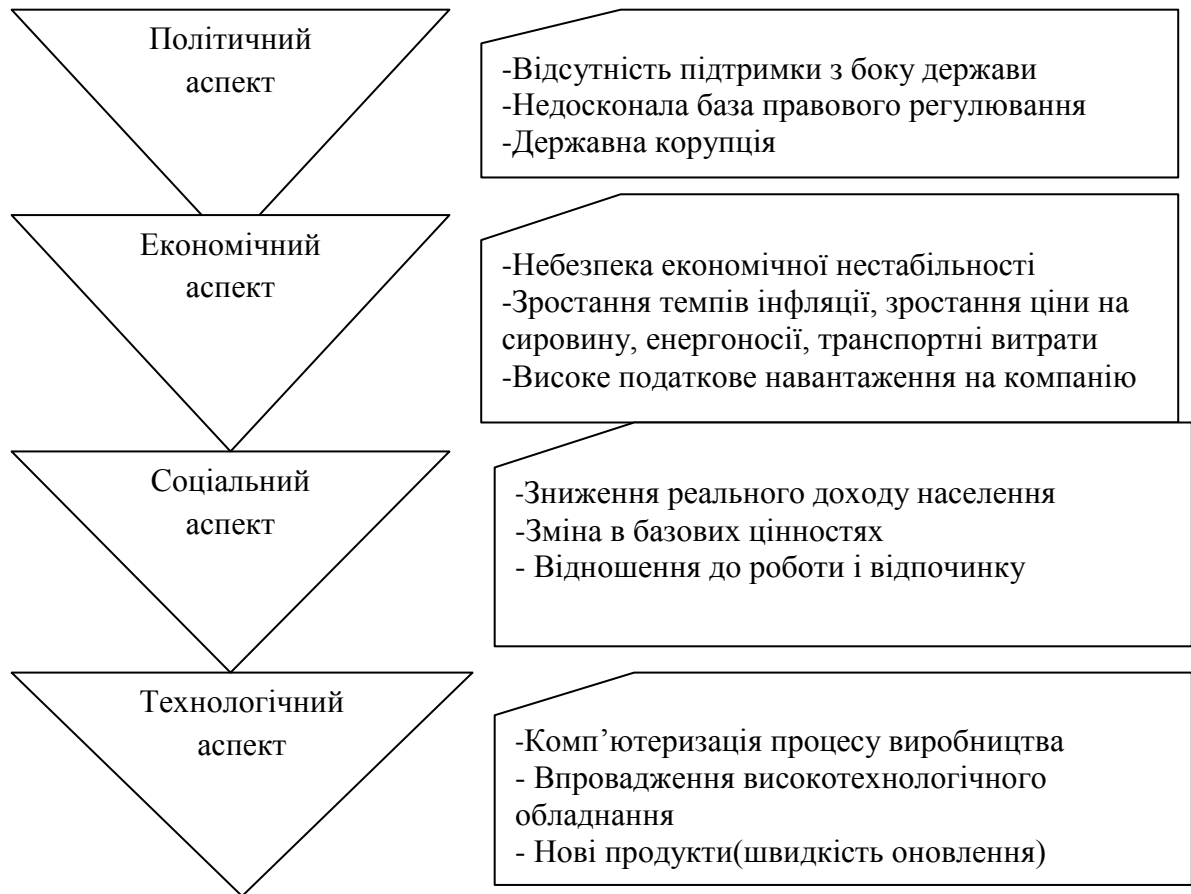 Політичний
аспект
-Відсутність підтримки з боку держави
-Недосконала база правового регулювання
-Державна корупція
Економічний
аспект
-Небезпека економічної нестабільності
-Зростання темпів інфляції, зростання ціни на
сировину, енергоносії, транспортні витрати
-Високе податкове навантаження на компанію
Соціальний
аспект
-Зниження реального доходу населення
-Зміна в базових цінностях
- Відношення до роботи і відпочинку
Технологічний
аспект
-Комп’ютеризація процесу виробництва
- Впровадження високотехнологічного
обладнання
- Нові продукти(швидкість оновлення)